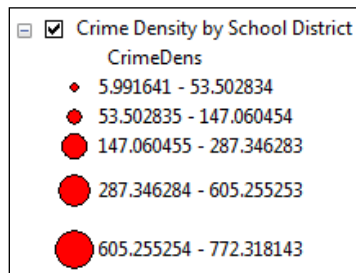 Crime Density by School District
CrimeDens
5.991641 - 53.502834
53.502835 - 147.060454
147.060455 - 287.346283
287.346284 - 605.255253
605.255254 - 772.318143